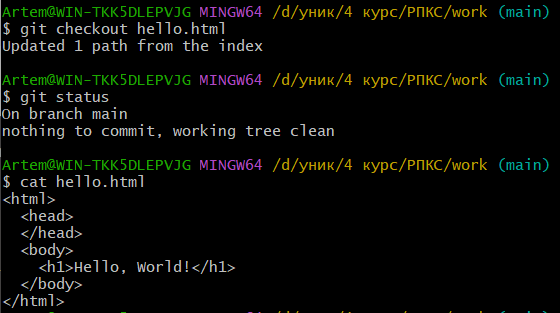 Artem@WIN-TKK5DLEPVJG MINGW64 /d/уник/4 курс/РПКС/work (main)
$ git checkout hello.html
Updated 1 path from the index
Artem@WIN-TKK5DLEPVJG MINGW64 /d/уник/4 курс/РПКС/work (main)
$ git status
On branch main
nothing to commit, working tree clean
Artem@WIN-TKK5DLEPVJG MINGW64 /d/уник/4 курс/РПКС/work (main)
$ cat hello.html
<html>
  <head>
  </head>
  <body>
    <h1>Hello, World!</h1>
  </body>
</html>